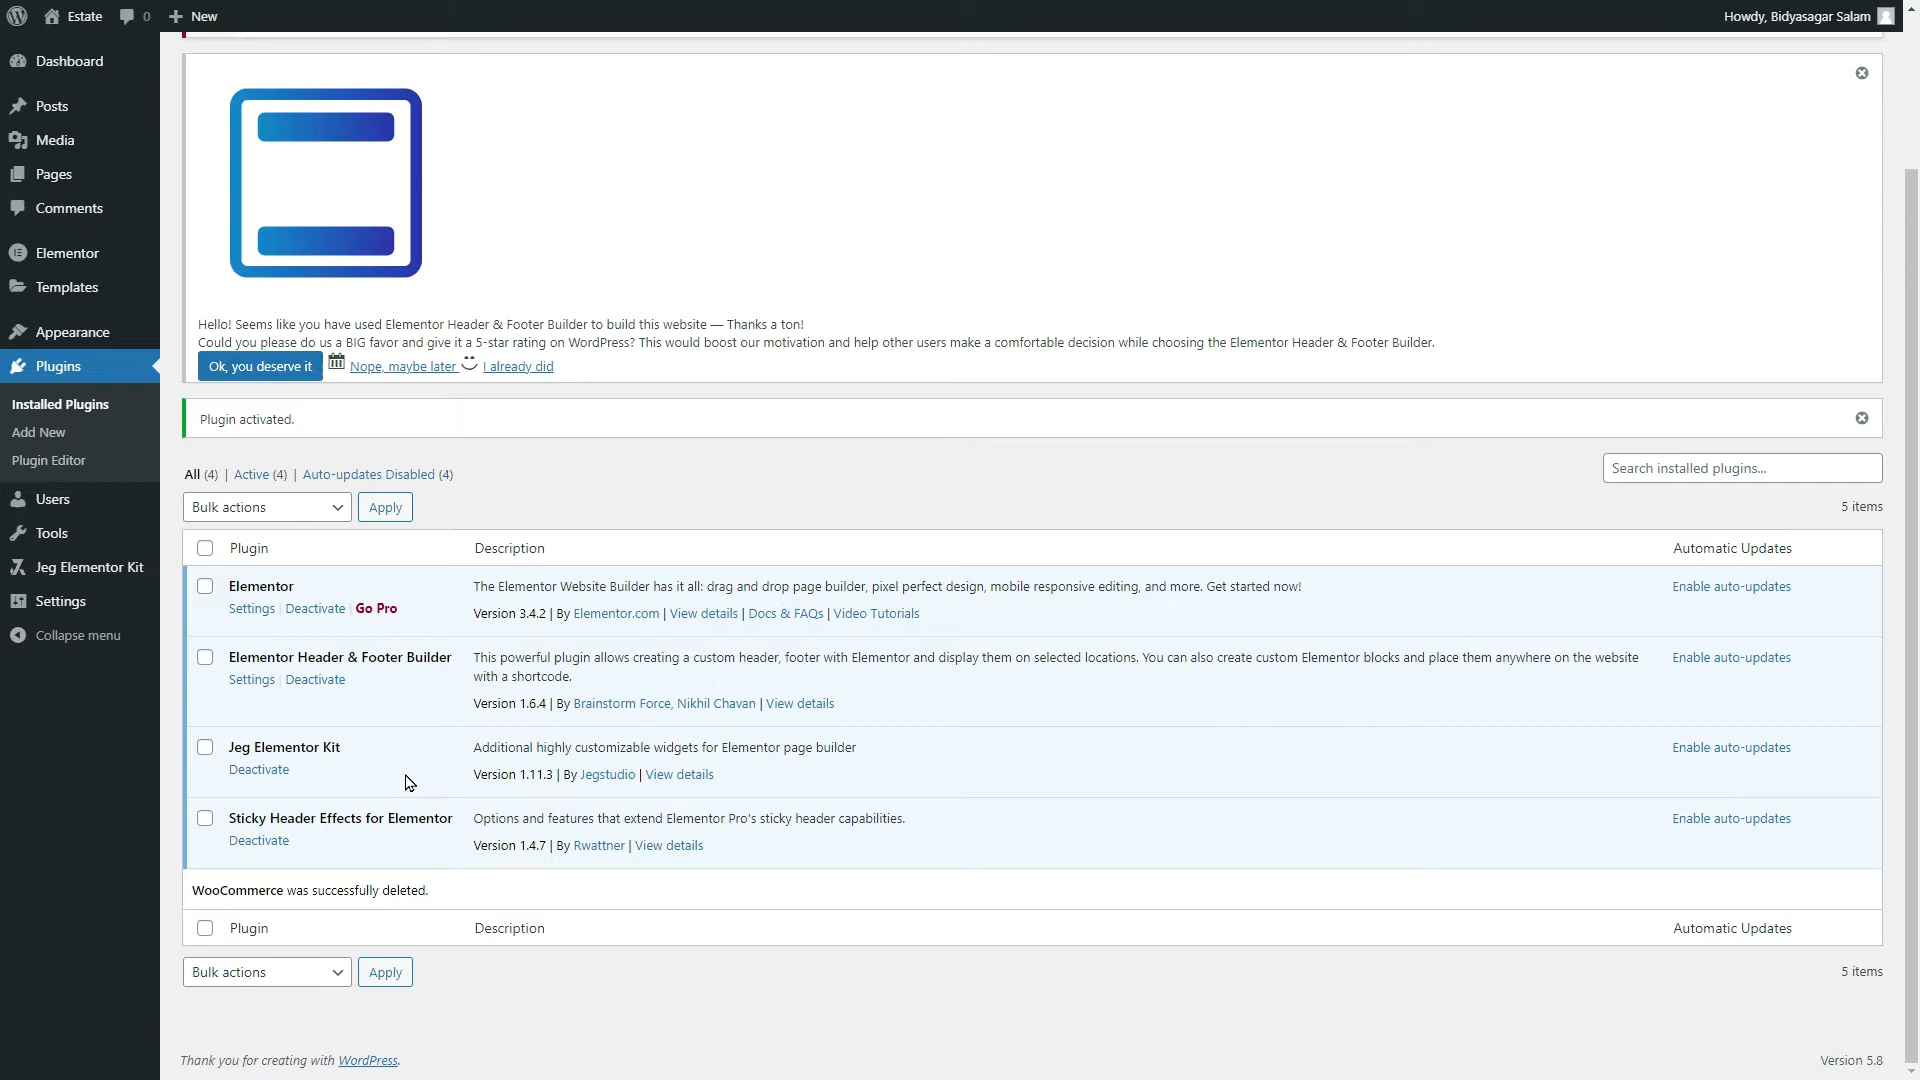 Estate 0 New Howdy, Bidyasagar Salam
Dashboard
Posts
Media
Pages
Comments
Elementor
Templates
Appearance
Plugins
Installed Plugins
Add New
Plugin Editor
Users
Tools
Jeg Elementor Kit
Settings
Collapse menu
Hello! Seems like you have used Elementor Header & Footer Builder to build this website — Thanks a ton!
Could you please do us a BIG favor and give it a 5-star rating on WordPress? This would boost our motivation and help other users make a comfortable decision while choosing the Elementor Header & Footer Builder.
Ok, you deserve it Nope, maybe later I already did
Plugin activated.
All (4) | Active (4) | Auto-updates Disabled (4)
Search installed plugins...
Bulk actions Apply 5 items
Plugin Description Automatic Updates
Elementor The Elementor Website Builder has it all: drag and drop page builder, pixel perfect design, mobile responsive editing, and more. Get started now! Enable auto-updates
Settings | Deactivate | Go Pro Version 3.4.2 | By Elementor.com | View details | Docs & FAQs | Video Tutorials
Elementor Header & Footer Builder This powerful plugin allows creating a custom header, footer with Elementor and display them on selected locations. You can also create custom Elementor blocks and place them anywhere on the website Enable auto-updates
Settings | Deactivate with a shortcode.
Version 1.6.4 | By Brainstorm Force, Nikhil Chavan | View details
Jeg Elementor Kit Additional highly customizable widgets for Elementor page builder Enable auto-updates
Deactivate Version 1.11.3 | By Jegstudio | View details
Sticky Header Effects for Elementor Options and features that extend Elementor Pro's sticky header capabilities. Enable auto-updates
Deactivate Version 1.4.7 | By Rwattner | View details
WooCommerce was successfully deleted.
Plugin Description Automatic Updates
Bulk actions Apply 5 items
Thank you for creating with WordPress. Version 5.8